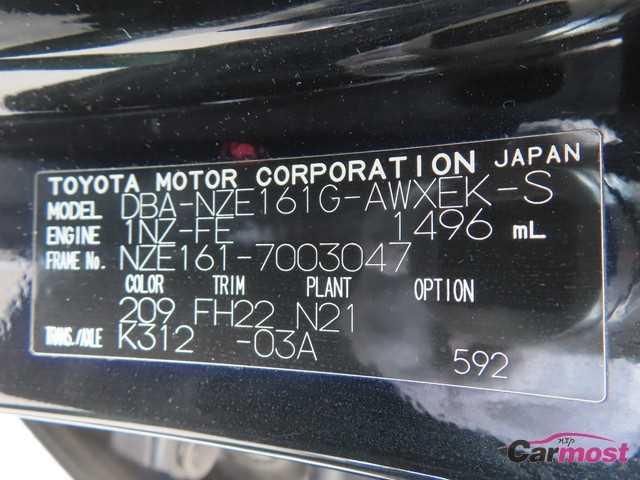 TOYOTA MOTOR CORPORATION JAPAN
MODEL DBA-NZE161G-AWXEK-S
ENGINE 1NZ-FE 1496 mL
FRAME No. NZE161-7003047
COLOR TRIM PLANT OPTION
209 FH22 N21
TRANS./AXLE K312 -03A
592
nxp
Carmost